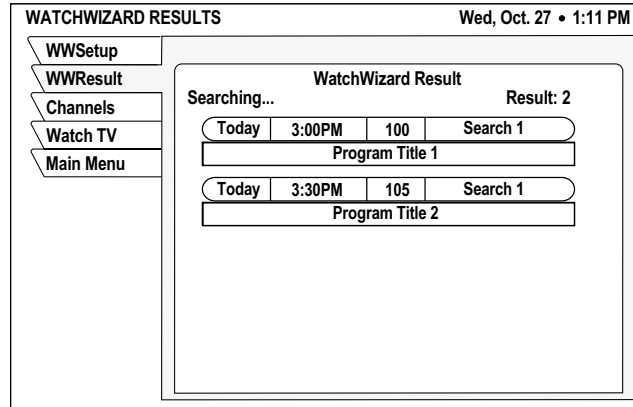 WATCHWIZARD RESULTS Wed, Oct. 27 • 1:11 PM
WWSetup
WWResult
Channels
Watch TV
Main Menu
WatchWizard Result
Searching... Result: 2
Today 3:00PM 100 Search 1
Program Title 1
Today 3:30PM 105 Search 1
Program Title 2